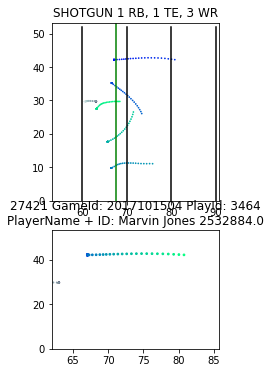 SHOTGUN 1 RB, 1 TE, 3 WR
50
40
30
20
10
0
60 70 80 90
27421 GameId: 2017101504 PlayId: 3464
PlayerName + ID: Marvin Jones 2532884.0
40
20
0
65 70 75 80 85